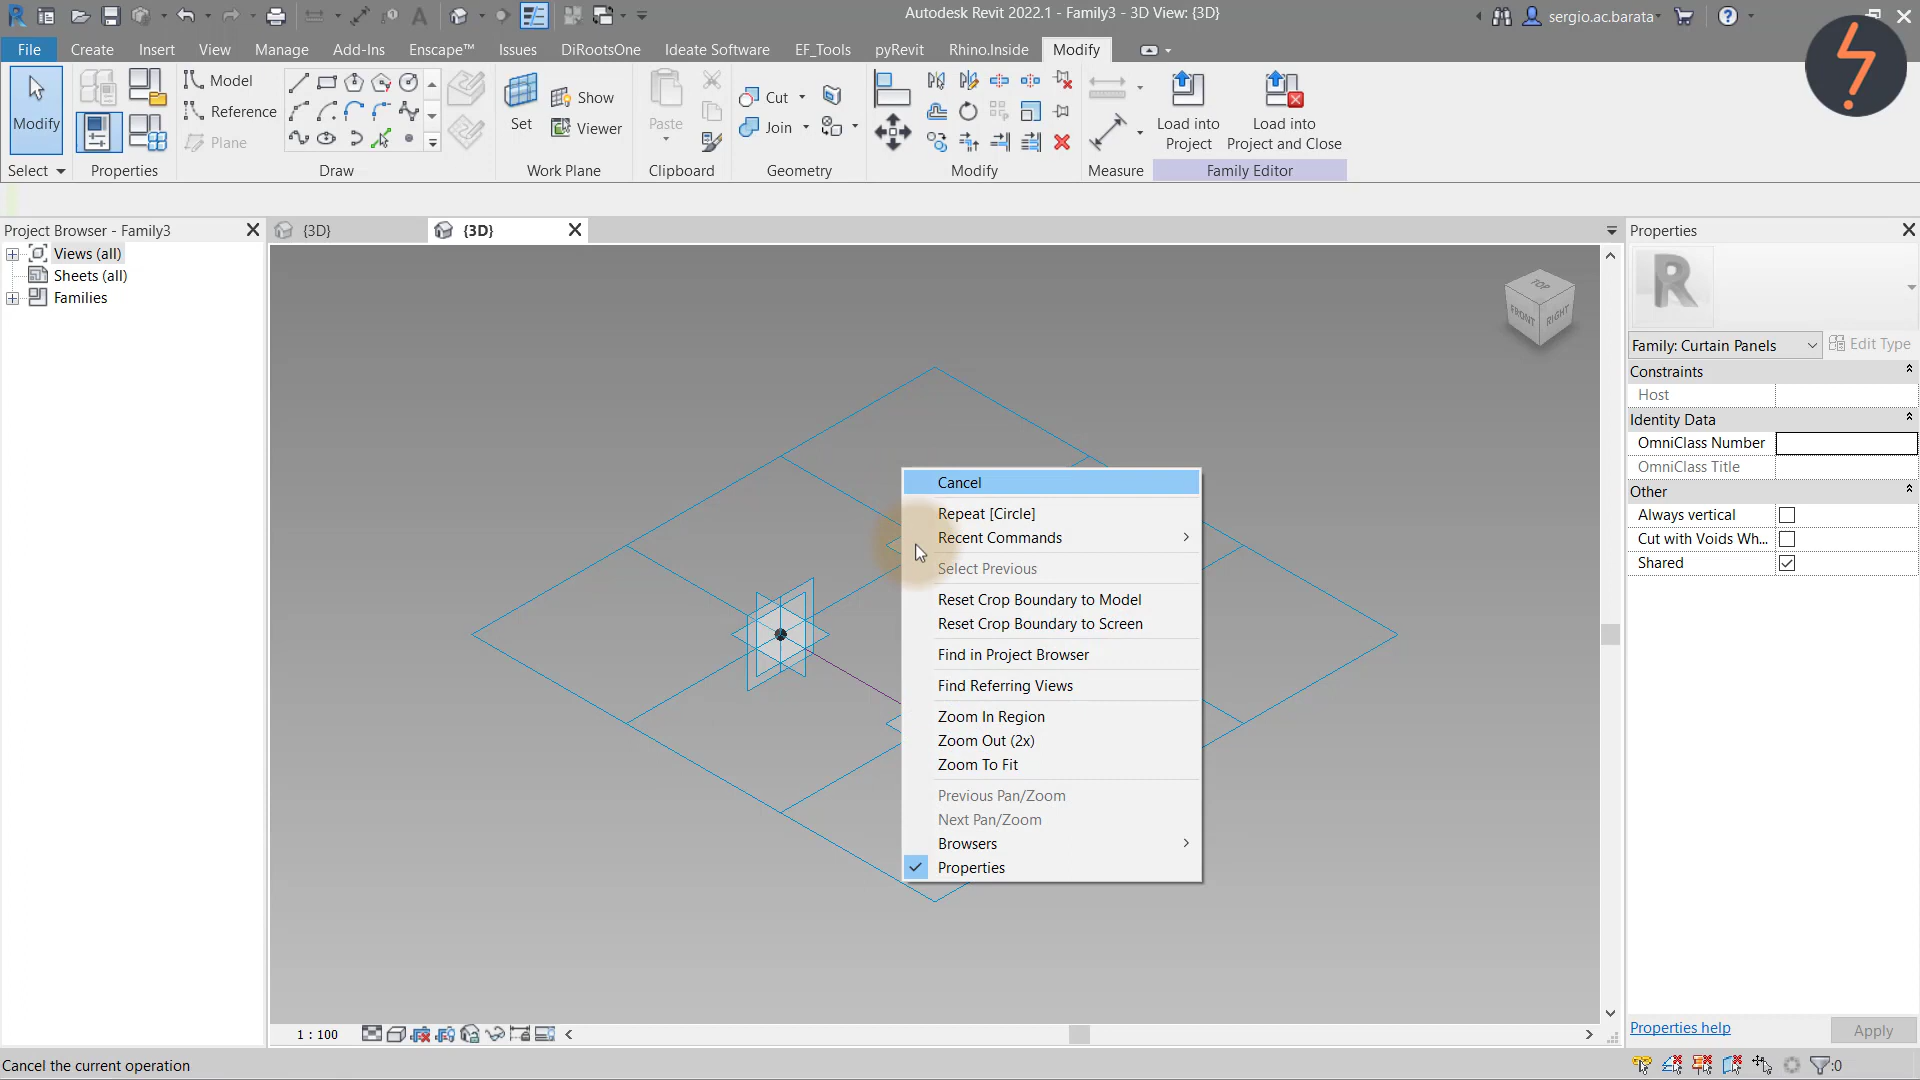 Autodesk Revit 2022.1 - Family3 - 3D View: {3D}
sergio.ac.barata
File
Create
Insert
View
Manage
Add-Ins
Enscape™
Issues
DiRootsOne
Ideate Software
EF_Tools
pyRevit
Rhino.Inside
Modify
Modify
Model
Reference
Plane
Set
Show
Viewer
Paste
Cut
Join
Load into
Project
Load into
Project and Close
Select
Properties
Draw
Work Plane
Clipboard
Geometry
Modify
Measure
Family Editor
Project Browser - Family3
Views (all)
Sheets (all)
Families
{3D}
{3D}
TOP
FRONT
RIGHT
Cancel
Repeat [Circle]
Recent Commands
Select Previous
Reset Crop Boundary to Model
Reset Crop Boundary to Screen
Find in Project Browser
Find Referring Views
Zoom In Region
Zoom Out (2x)
Zoom To Fit
Previous Pan/Zoom
Next Pan/Zoom
Browsers
Properties
Properties
R
Family: Curtain Panels
Edit Type
Constraints
Host
Identity Data
OmniClass Number
OmniClass Title
Other
Always vertical
Cut with Voids Wh...
Shared
Properties help
Apply
1 : 100
Cancel the current operation
:0